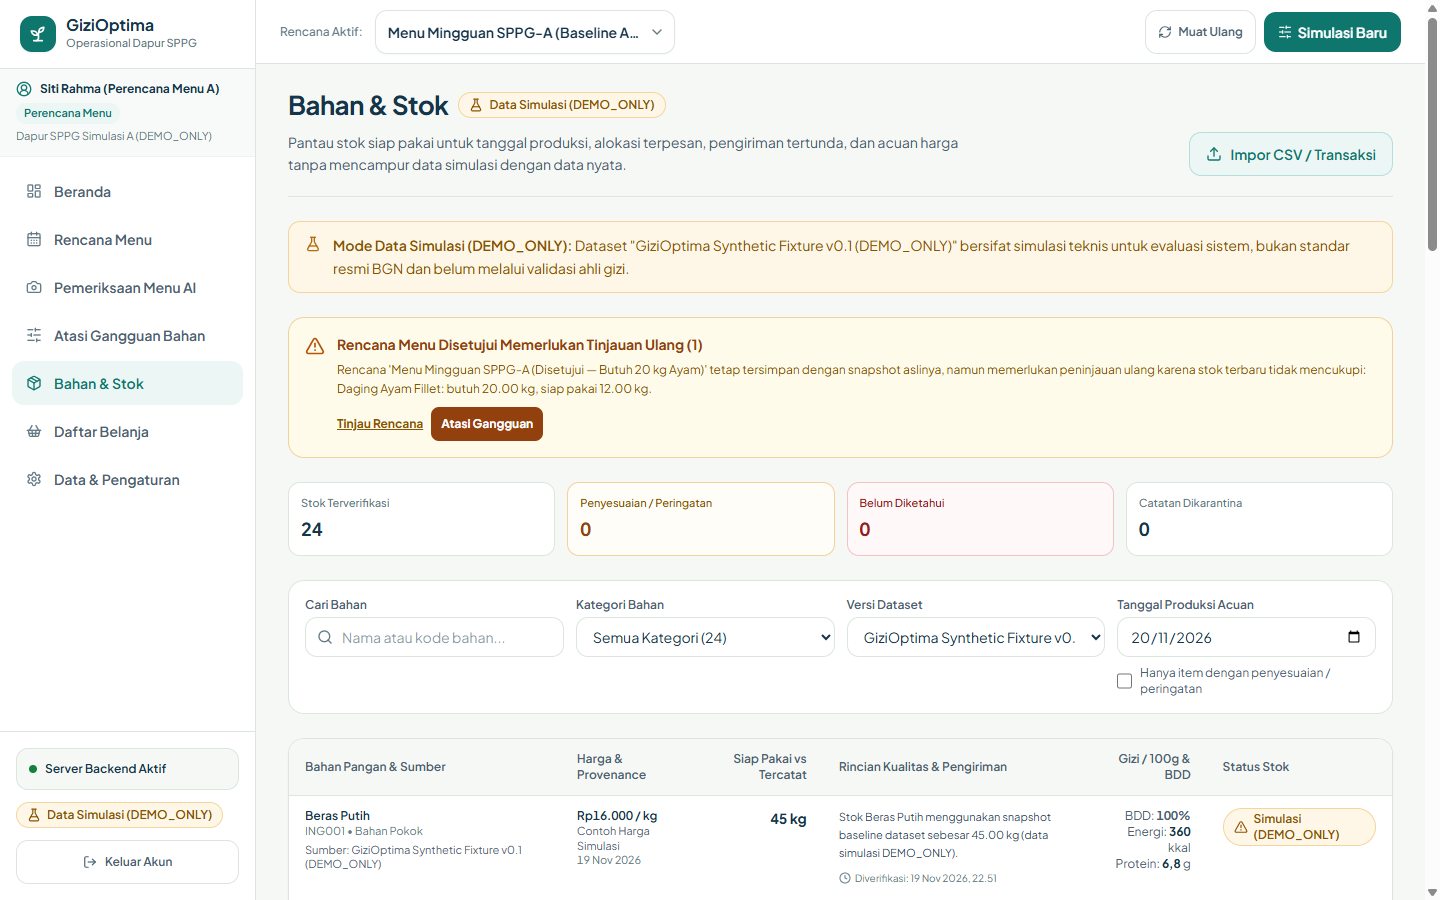 GiziOptima
Operasional Dapur SPPG
Siti Rahma (Perencana Menu A)
Perencana Menu
Dapur SPPG Simulasi A (DEMO_ONLY)
Beranda
Rencana Menu
Pemeriksaan Menu AI
Atasi Gangguan Bahan
Bahan & Stok
Daftar Belanja
Data & Pengaturan
Server Backend Aktif
Data Simulasi (DEMO_ONLY)
Keluar Akun
Rencana Aktif:
Menu Mingguan SPPG-A (Baseline A...
Muat Ulang
Simulasi Baru
Bahan & Stok
Data Simulasi (DEMO_ONLY)
Pantau stok siap pakai untuk tanggal produksi, alokasi terpesan, pengiriman tertunda, dan acuan harga
tanpa mencampur data simulasi dengan data nyata.
Impor CSV / Transaksi
Mode Data Simulasi (DEMO_ONLY): Dataset "GiziOptima Synthetic Fixture v0.1 (DEMO_ONLY)" bersifat simulasi teknis untuk evaluasi sistem, bukan standar
resmi BGN dan belum melalui validasi ahli gizi.
Rencana Menu Disetujui Memerlukan Tinjauan Ulang (1)
Rencana 'Menu Mingguan SPPG-A (Disetujui — Butuh 20 kg Ayam)' tetap tersimpan dengan snapshot aslinya, namun memerlukan peninjauan ulang karena stok terbaru tidak mencukupi:
Daging Ayam Fillet: butuh 20.00 kg, siap pakai 12.00 kg.
Tinjau Rencana
Atasi Gangguan
Stok Terverifikasi
24
Penyesuaian / Peringatan
0
Belum Diketahui
0
Catatan Dikarantina
0
Cari Bahan
Nama atau kode bahan...
Kategori Bahan
Semua Kategori (24)
Versi Dataset
GiziOptima Synthetic Fixture v0.
Tanggal Produksi Acuan
20/11/2026
Hanya item dengan penyesuaian /
peringatan
Bahan Pangan & Sumber
Harga &
Provenance
Siap Pakai vs
Tercatat
Rincian Kualitas & Pengiriman
Gizi / 100g &
BDD
Status Stok
Beras Putih
ING001 • Bahan Pokok
Sumber: GiziOptima Synthetic Fixture v0.1
(DEMO_ONLY)
Rp16.000 / kg
Contoh Harga
Simulasi
19 Nov 2026
45 kg
Stok Beras Putih menggunakan snapshot
baseline dataset sebesar 45.00 kg (data
simulasi DEMO_ONLY).
Diverifikasi: 19 Nov 2026, 22.51
BDD: 100%
Energi: 360
kkal
Protein: 6,8 g
Simulasi
(DEMO_ONLY)